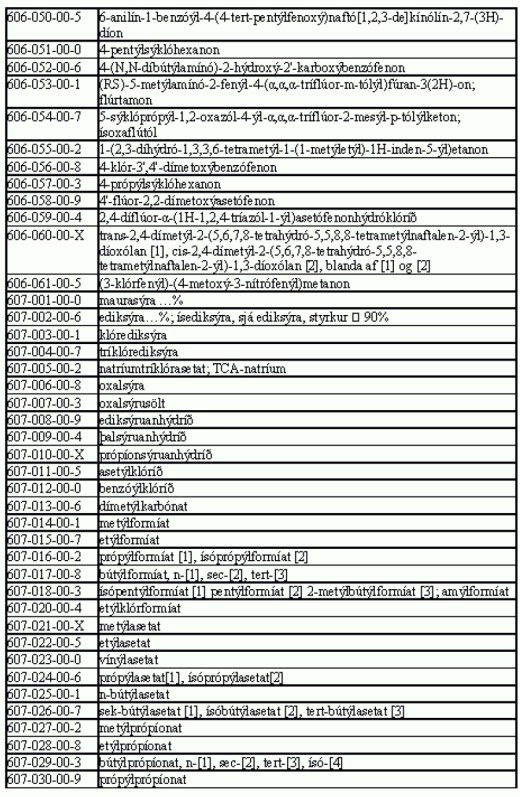 606-050-00-5 6-anilín-1-benzóýl-4-(4-tert-pentýlfenoxý)naftó[1,2,3-de]kínólín-2,7-(3H)-
díon
606-051-00-0 4-pentýlsýklóhexanon
606-052-00-6 4-(N,N-díbútýlamínó)-2-hýdroxý-2'-karboxýbenzófenon
606-053-00-1 (RS)-5-metýlamínó-2-fenýl-4-(α,α,α-tríflúor-m-tólýl)fúran-3(2H)-on;
flúrtamon
606-054-00-7 5-sýklóprópýl-1,2-oxazól-4-ýl-α,α,α-tríflúor-2-mesýl-p-tólýlketon;
ísoxaflútól
606-055-00-2 1-(2,3-díhýdró-1,3,3,6-tetrametýl-1-(1-metýletýl)-1H-inden-5-ýl)etanon
606-056-00-8 4-klór-3',4'-dímetoxýbenzófenon
606-057-00-3 4-própýlsýklóhexanon
606-058-00-9 4'-flúor-2,2-dímetoxýasetófenon
606-059-00-4 2,4-díflúor-α-(1H-1,2,4-tríazól-1-ýl)asetófenonhýdróklóríð
606-060-00-X trans-2,4-dímetýl-2-(5,6,7,8-tetrahýdró-5,5,8,8-tetrametýlnaftalen-2-ýl)-1,3-
díoxólan [1], cis-2,4-dímetýl-2-(5,6,7,8-tetrahýdró-5,5,8,8-
tetrametýlnaftalen-2-ýl)-1,3-díoxólan [2], blanda af [1] og [2]
606-061-00-5 (3-klórfenýl)-(4-metoxý-3-nítrófenýl)metanon
607-001-00-0 maurasýra ...%
607-002-00-6 ediksýra...%; ísediksýra, sjá ediksýra, styrkur □ 90%
607-003-00-1 klórediksýra
607-004-00-7 tríklórediksýra
607-005-00-2 natríumtríklórasetat; TCA-natríum
607-006-00-8 oxalsýra
607-007-00-3 oxalsýrusölt
607-008-00-9 ediksýruanhýdríð
607-009-00-4 þalsýruanhýdríð
607-010-00-X própíonsýruanhýdríð
607-011-00-5 asetýlklóríð
607-012-00-0 benzóýlklóríð
607-013-00-6 dímetýlkarbónat
607-014-00-1 metýlformíat
607-015-00-7 etýlformíat
607-016-00-2 própýlformíat [1], ísóprópýlformíat [2]
607-017-00-8 bútýlformíat, n-[1], sec-[2], tert-[3]
607-018-00-3 ísópentýlformíat [1] pentýlformíat [2] 2-metýlbútýlformíat [3]; amýlformíat
607-020-00-4 etýlklórformíat
607-021-00-X metýlasetat
607-022-00-5 etýlasetat
607-023-00-0 vínýlasetat
607-024-00-6 própýlasetat[1], ísóprópýlasetat[2]
607-025-00-1 n-bútýlasetat
607-026-00-7 sek-bútýlasetat [1], ísóbútýlasetat [2], tert-bútýlasetat [3]
607-027-00-2 metýlprópíonat
607-028-00-8 etýlprópíonat
607-029-00-3 bútýlprópíonat, n-[1], sec-[2], tert-[3], ísó-[4]
607-030-00-9 própýlprópíonat